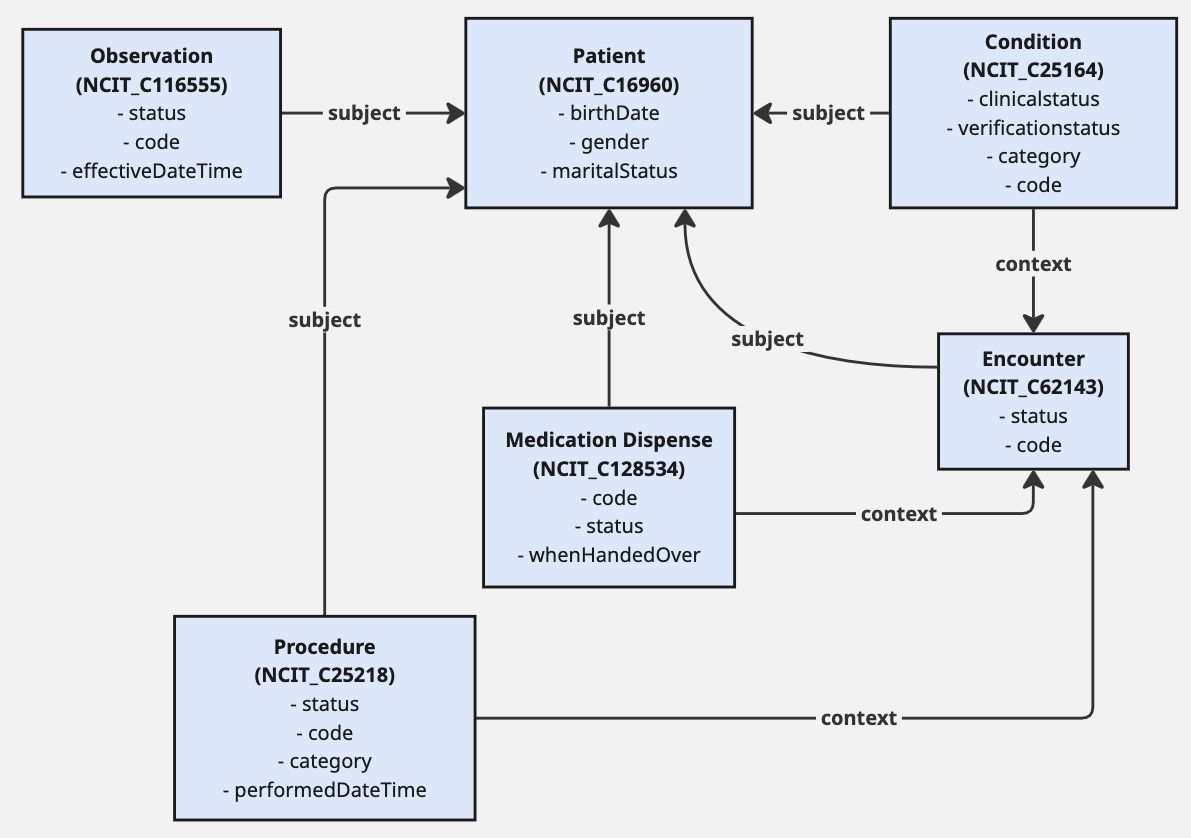 Observation
(NCIT_C116555)
- status
- code
- effectiveDateTime
subject
Patient
(NCIT_C16960)
- birthDate
- gender
- maritalStatus
subject
Condition
(NCIT_C25164)
- clinicalstatus
- verificationstatus
- category
- code
context
subject
subject
subject
Encounter
(NCIT_C62143)
- status
- code
Medication Dispense
(NCIT_C128534)
- code
- status
- whenHandedOver
context
Procedure
(NCIT_C25218)
- status
- code
- category
- performedDateTime
context